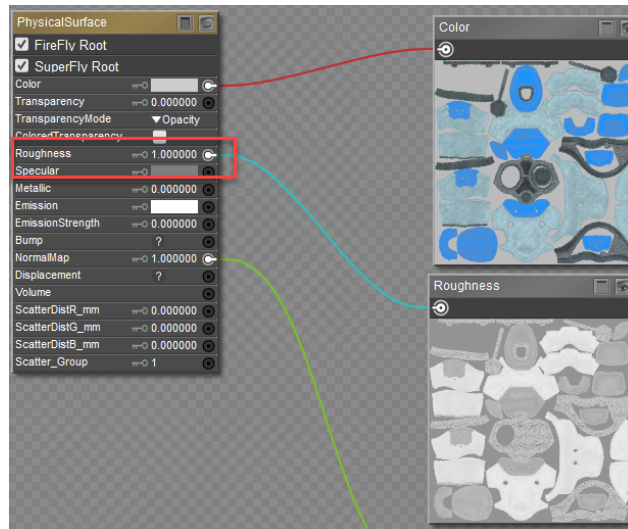 PhysicalSurface
FireFly Root
SuperFly Root
Color
Transparency 0.000000
TransparencyMode Opacity
ColoredTransparency
Roughness 1.000000
Specular
Metallic 0.000000
Emission
EmissionStrength 0.000000
Bump ?
NormalMap 1.000000
Displacement ?
Volume
ScatterDistR_mm 0.000000
ScatterDistG_mm 0.000000
ScatterDistB_mm 0.000000
Scatter_Group 1
Color
Roughness